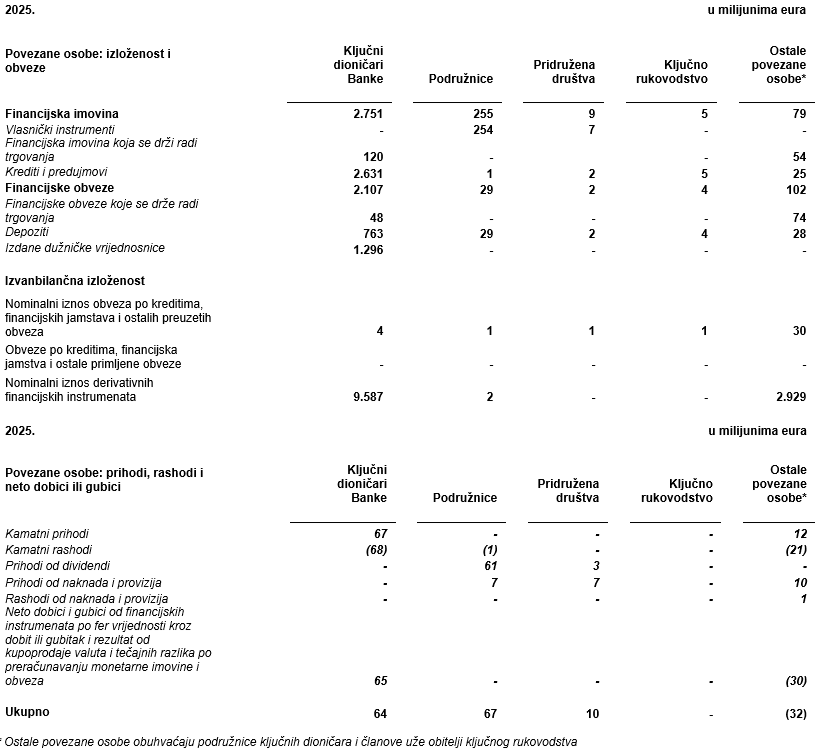 2025. u milijunima eura
Povezane osobe: izloženost i
obveze
Ključni
dioničari
Banke
Podružnice
Pridružena
društva
Ključno
rukovodstvo
Ostale
povezane
osobe*
Financijska imovina 2.751 255 9 5 79
Vlasnički instrumenti - 254 7 - -
Financijska imovina koja se drži radi
trgovanja 120 - - 54
Krediti i predujmovi 2.631 1 2 5 25
Financijske obveze 2.107 29 2 4 102
Financijske obveze koje se drže radi
trgovanja 48 - - - 74
Depoziti 763 29 2 4 28
Izdane dužničke vrijednosnice 1.296 - - - -
Izvanbilančna izloženost
Nominalni iznos obveza po kreditima,
financijskih jamstava i ostalih preuzetih
obveza 4 1 1 1 30
Obveze po kreditima, financijska
jamstva i ostale primljene obveze - - - - -
Nominalni iznos derivativnih
financijskih instrumenata 9.587 2 - - 2.929
2025. u milijunima eura
Povezane osobe: prihodi, rashodi i
neto dobici ili gubici
Ključni
dioničari
Banke
Podružnice
Pridružena
društva
Ključno
rukovodstvo
Ostale
povezane
osobe*
Kamatni prihodi 67 - - - 12
Kamatni rashodi (68) (1) - - (21)
Prihodi od dividendi - 61 3 - -
Prihodi od naknada i provizija - 7 7 - 10
Rashodi od naknada i provizija - - - - 1
Neto dobici i gubici od financijskih
instrumenata po fer vrijednosti kroz
dobit ili gubitak i rezultat od
kupoprodaje valuta i tečajnih razlika po
preračunavanju monetarne imovine i
obveza 65 - - - (30)
Ukupno 64 67 10 - (32)
* Ostale povezane osobe obuhvaćaju podružnice ključnih dioničara i članove uže obitelji ključnog rukovodstva